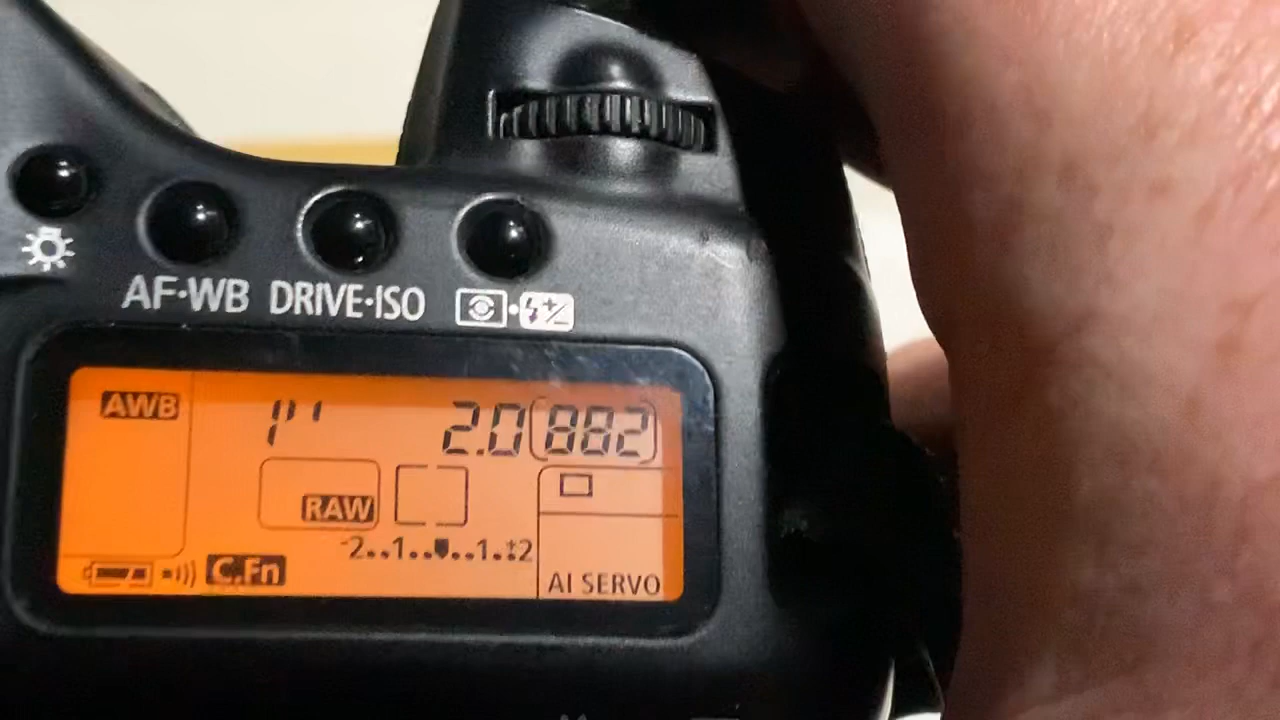 AF•WB DRIVE•ISO
AWB
1" 2.0 [882]
RAW
-2..1..▼..1.+2
C.Fn
AI SERVO